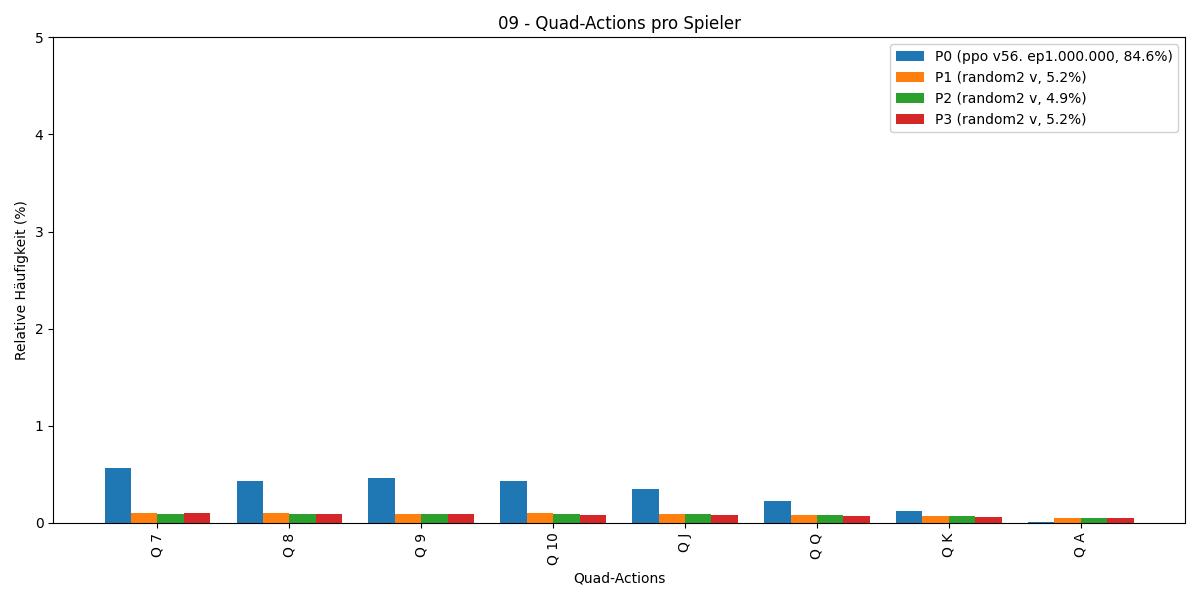 09 - Quad-Actions pro Spieler
P0 (ppo v56. ep1.000.000, 84.6%)
P1 (random2 v, 5.2%)
P2 (random2 v, 4.9%)
P3 (random2 v, 5.2%)
Relative Häufigkeit (%)
5
4
3
2
1
0
Q 7
Q 8
Q 9
Q 10
Q J
Q Q
Q K
Q A
Quad-Actions